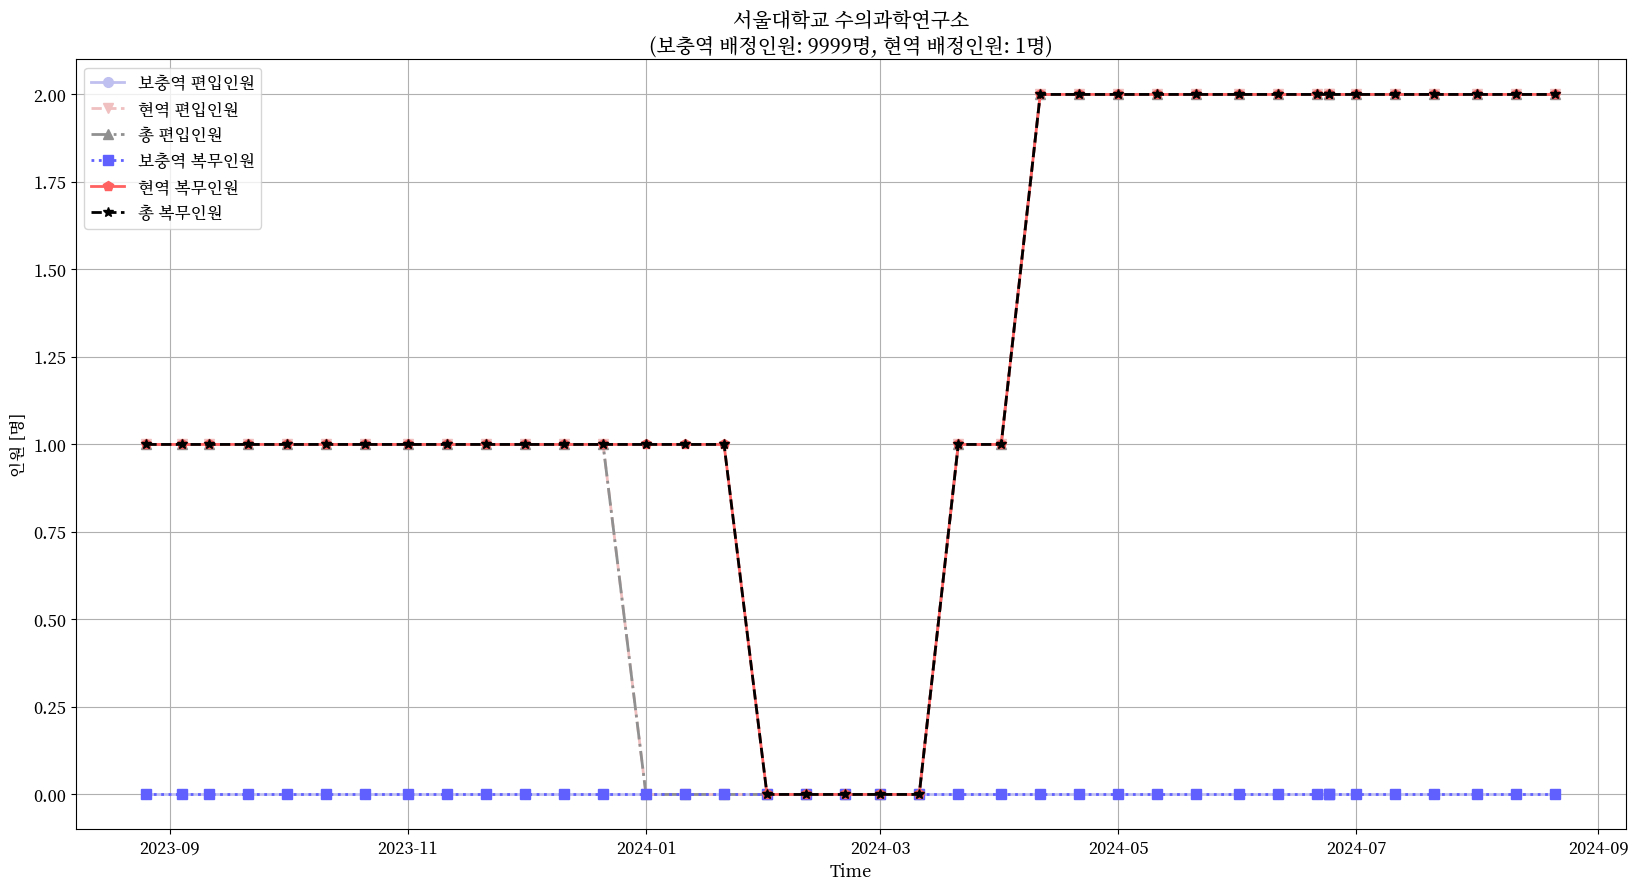 서울대학교 수의과학연구소
(보충역 배정인원: 9999명, 현역 배정인원: 1명)
보충역 편입인원
현역 편입인원
총 편입인원
보충역 복무인원
현역 복무인원
총 복무인원
2.00
1.75
1.50
1.25
1.00
0.75
0.50
0.25
0.00
인원 [명]
2023-09 2023-11 2024-01 2024-03 2024-05 2024-07 2024-09
Time